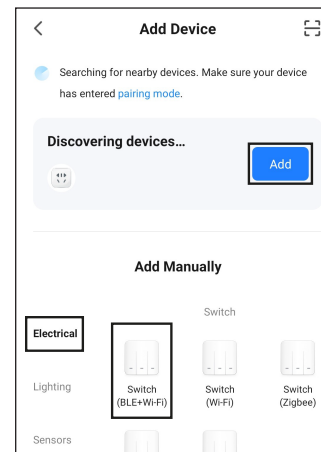 Add Device
Searching for nearby devices. Make sure your device
has entered pairing mode.
Discovering devices...
Add
Add Manually
Switch
Electrical
Lighting
Switch
(BLE+Wi-Fi)
Switch
(Wi-Fi)
Switch
(Zigbee)
Sensors